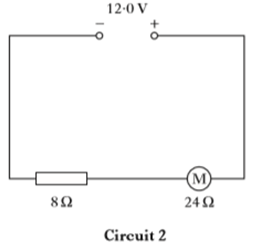 12·0 V
− +
M
8 Ω 24 Ω
Circuit 2